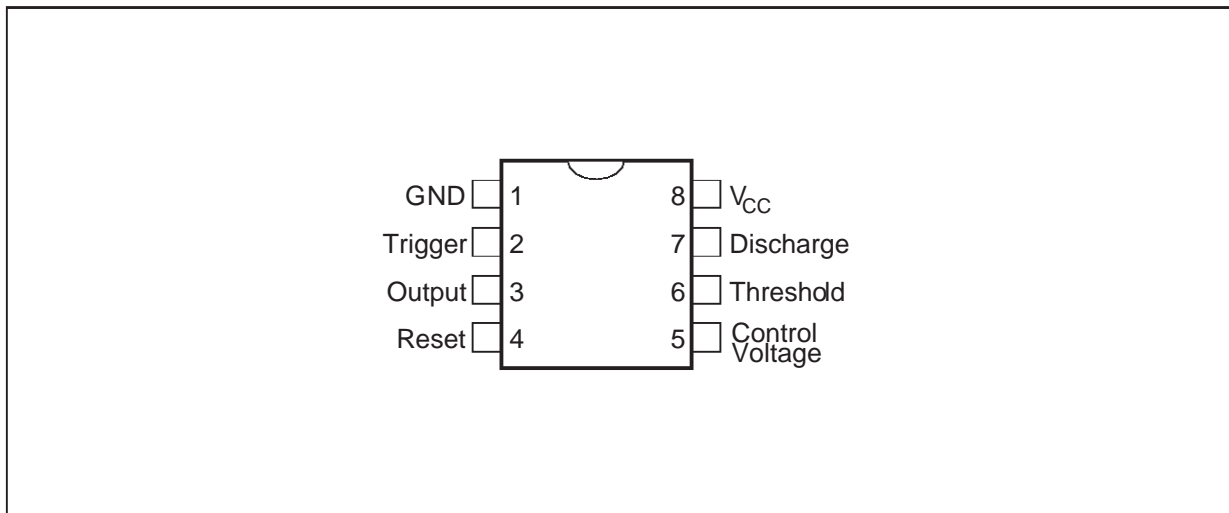 GND 1 8 VCC
Trigger 2 7 Discharge
Output 3 6 Threshold
Reset 4 5 Control
Voltage